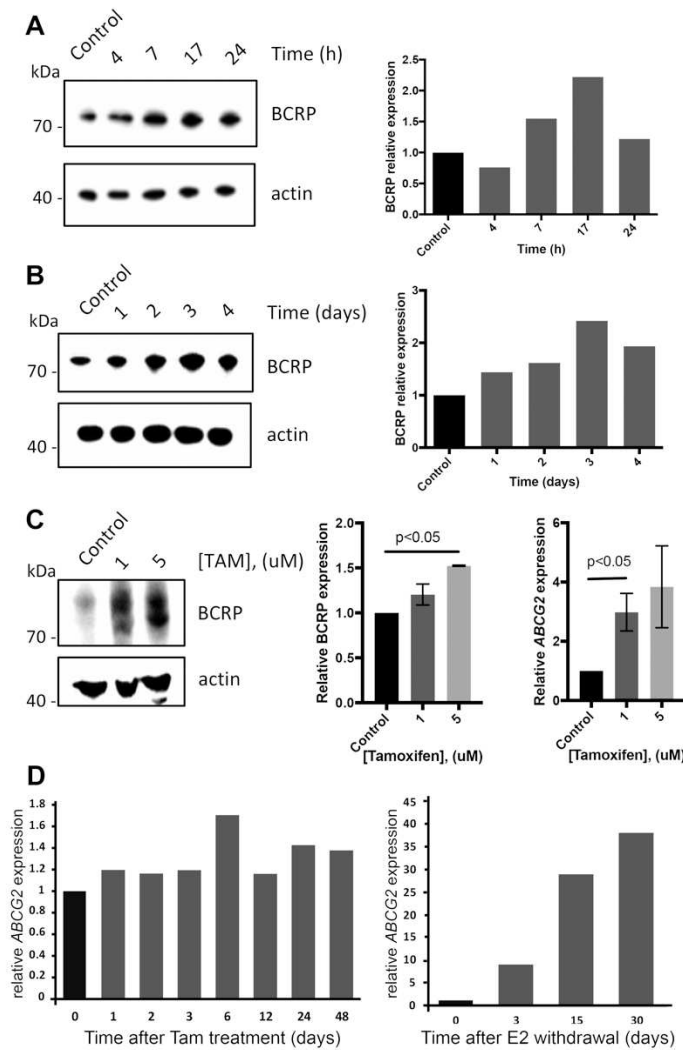 A
Control 4 7 17 24 Time (h)
kDa
70 -
BCRP
40 -
actin
BCRP relative expression
2.5
2.0
1.5
1.0
0.5
0.0
Control 4 7 17 24
Time (h)
B
Control 1 2 3 4 Time (days)
kDa
70 -
BCRP
40 -
actin
BCRP relative expression
3
2
1
0
Control 1 2 3 4
Time (days)
C
Control 1 5 [TAM], (uM)
kDa
BCRP
70 -
actin
40 -
Relative BCRP expression
2.0
1.5
1.0
0.5
0.0
p<0.05
Control 1 5
[Tamoxifen], (uM)
Relative ABCG2 expression
6
4
2
0
p<0.05
Control 1 5
[Tamoxifen], (uM)
D
relative ABCG2 expression
1.8
1.6
1.4
1.2
1
0.8
0.6
0.4
0.2
0
0 1 2 3 6 12 24 48
Time after Tam treatment (days)
relative ABCG2 expression
45
40
35
30
25
20
15
10
5
0
0 3 15 30
Time after E2 withdrawal (days)